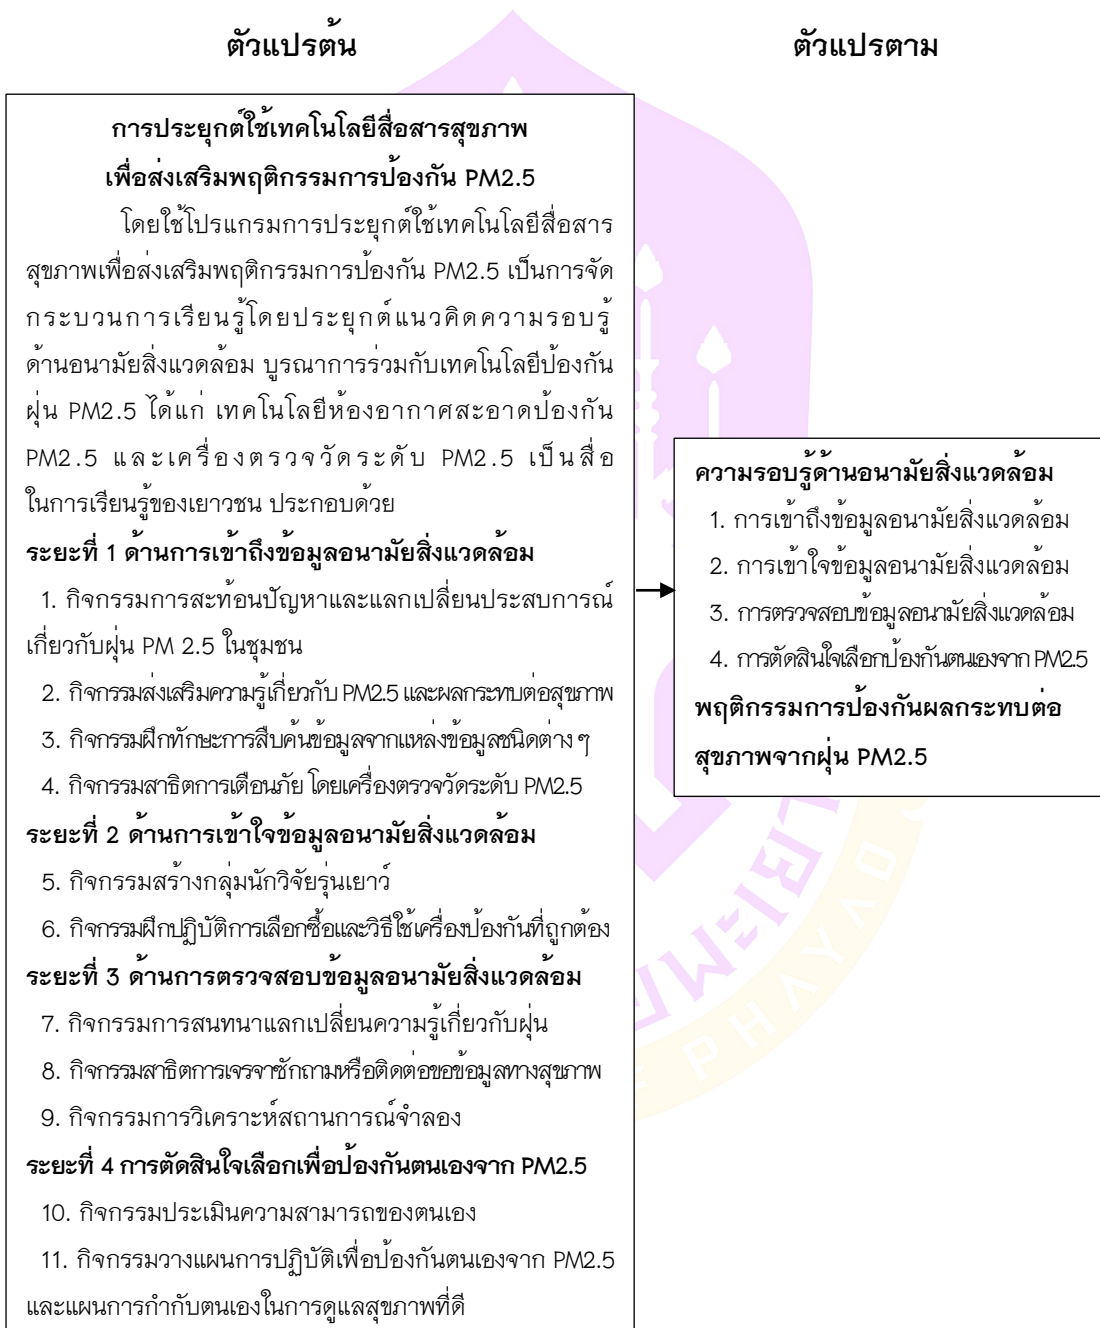 ตัวแปรต้น
ตัวแปรตาม
การประยุกต์ใช้เทคโนโลยีสื่อสารสุขภาพ
เพื่อส่งเสริมพฤติกรรมการป้องกัน PM2.5
โดยใช้โปรแกรมการประยุกต์ใช้เทคโนโลยีสื่อสาร
สุขภาพเพื่อส่งเสริมพฤติกรรมการป้องกัน PM2.5 เป็นการจัด
กระบวนการเรียนรู้โดยประยุกต์แนวคิดความรอบรู้
ด้านอนามัยสิ่งแวดล้อม บูรณาการร่วมกับเทคโนโลยีป้องกัน
ฝุ่น PM2.5 ได้แก่ เทคโนโลยีห้องอากาศสะอาดป้องกัน
PM2.5 และเครื่องตรวจวัดระดับ PM2.5 เป็นสื่อ
ในการเรียนรู้ของเยาวชน ประกอบด้วย
ระยะที่ 1 ด้านการเข้าถึงข้อมูลอนามัยสิ่งแวดล้อม
1. กิจกรรมการสะท้อนปัญหาและแลกเปลี่ยนประสบการณ์
เกี่ยวกับฝุ่น PM 2.5 ในชุมชน
2. กิจกรรมส่งเสริมความรู้เกี่ยวกับ PM2.5 และผลกระทบต่อสุขภาพ
3. กิจกรรมฝึกทักษะการสืบค้นข้อมูลจากแหล่งข้อมูลชนิดต่าง ๆ
4. กิจกรรมสาธิตการเตือนภัย โดยเครื่องตรวจวัดระดับ PM2.5
ระยะที่ 2 ด้านการเข้าใจข้อมูลอนามัยสิ่งแวดล้อม
5. กิจกรรมสร้างกลุ่มนักวิจัยรุ่นเยาว์
6. กิจกรรมฝึกปฏิบัติการเลือกซื้อและวิธีใช้เครื่องป้องกันที่ถูกต้อง
ระยะที่ 3 ด้านการตรวจสอบข้อมูลอนามัยสิ่งแวดล้อม
7. กิจกรรมการสนทนาแลกเปลี่ยนความรู้เกี่ยวกับฝุ่น
8. กิจกรรมสาธิตการเจรจาซักถามหรือติดต่อขอข้อมูลทางสุขภาพ
9. กิจกรรมการวิเคราะห์สถานการณ์จำลอง
ระยะที่ 4 การตัดสินใจเลือกเพื่อป้องกันตนเองจาก PM2.5
10. กิจกรรมประเมินความสามารถของตนเอง
11. กิจกรรมวางแผนการปฏิบัติเพื่อป้องกันตนเองจาก PM2.5
และแผนการกำกับตนเองในการดูแลสุขภาพที่ดี
ความรอบรู้ด้านอนามัยสิ่งแวดล้อม
1. การเข้าถึงข้อมูลอนามัยสิ่งแวดล้อม
2. การเข้าใจข้อมูลอนามัยสิ่งแวดล้อม
3. การตรวจสอบข้อมูลอนามัยสิ่งแวดล้อม
4. การตัดสินใจเลือกป้องกันตนเองจาก PM2.5
พฤติกรรมการป้องกันผลกระทบต่อ
สุขภาพจากฝุ่น PM2.5
PHAYAO